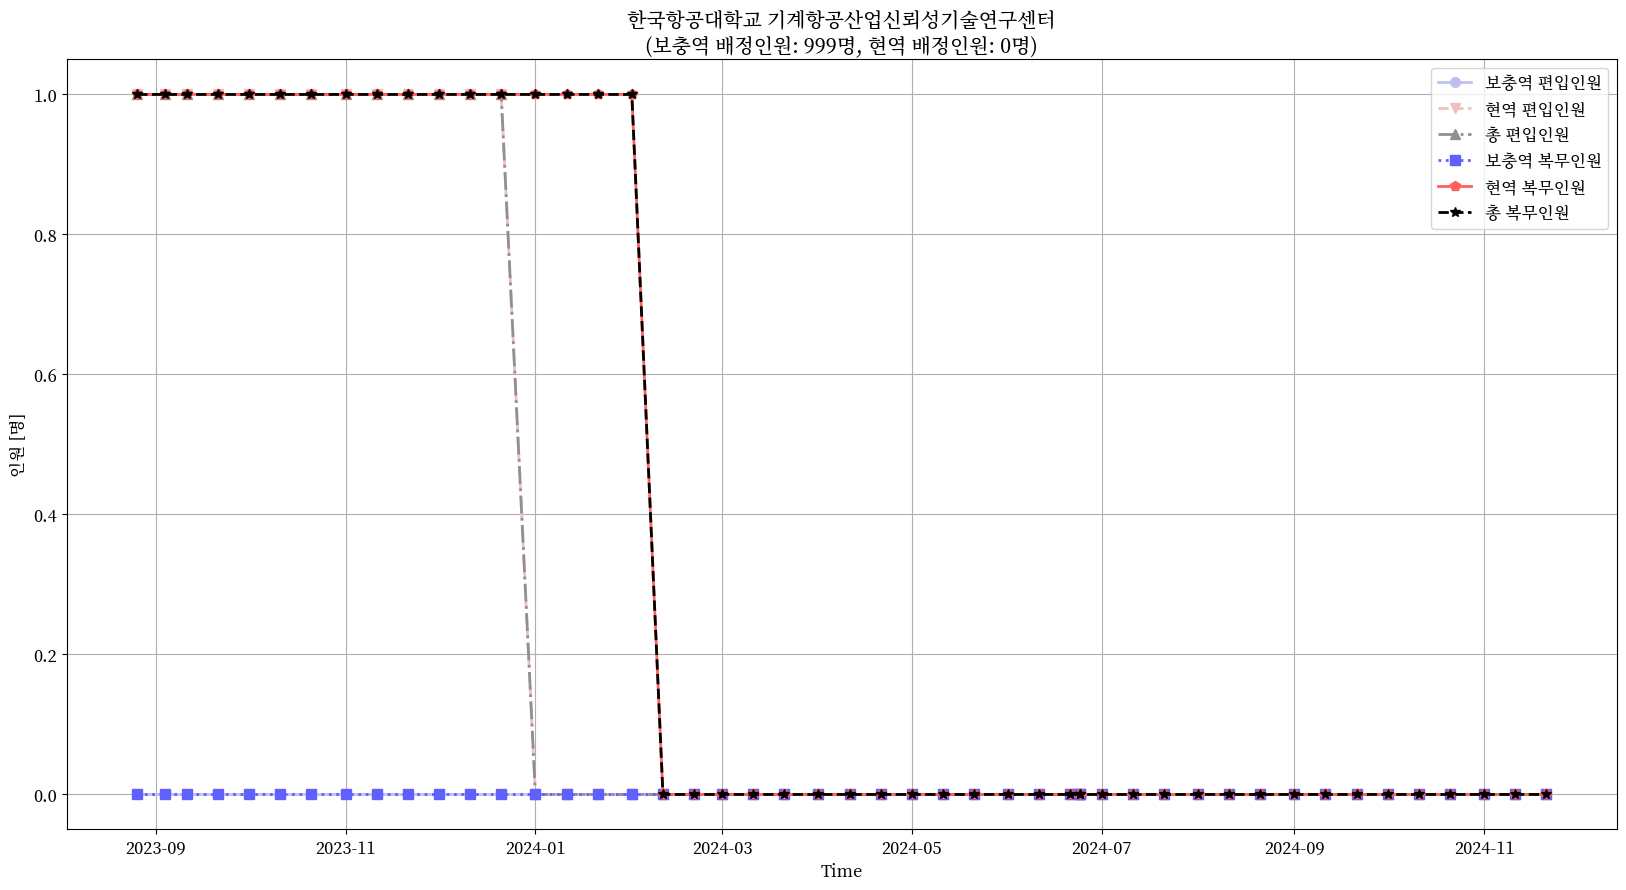 한국항공대학교 기계항공산업신뢰성기술연구센터
(보충역 배정인원: 999명, 현역 배정인원: 0명)
보충역 편입인원
현역 편입인원
총 편입인원
보충역 복무인원
현역 복무인원
총 복무인원
인원 [명]
1.0
0.8
0.6
0.4
0.2
0.0
2023-09 2023-11 2024-01 2024-03 2024-05 2024-07 2024-09 2024-11
Time